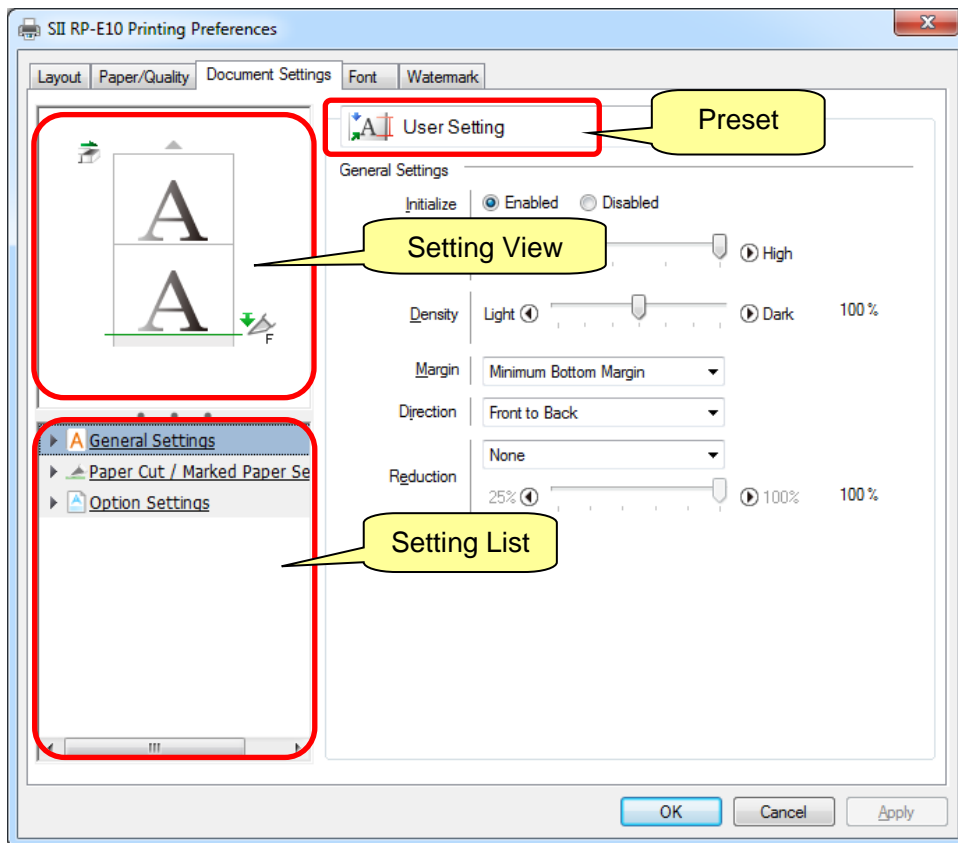 SII RP-E10 Printing Preferences
Layout Paper/Quality Document Settings Font Watermark
User Setting
Preset
General Settings
Initialize Enabled Disabled
Setting View
High
Density Light Dark 100 %
Margin Minimum Bottom Margin
Direction Front to Back
None
Reduction
25% 100% 100 %
A
A
F
A General Settings
Paper Cut / Marked Paper Se
Option Settings
Setting List
OK Cancel Apply